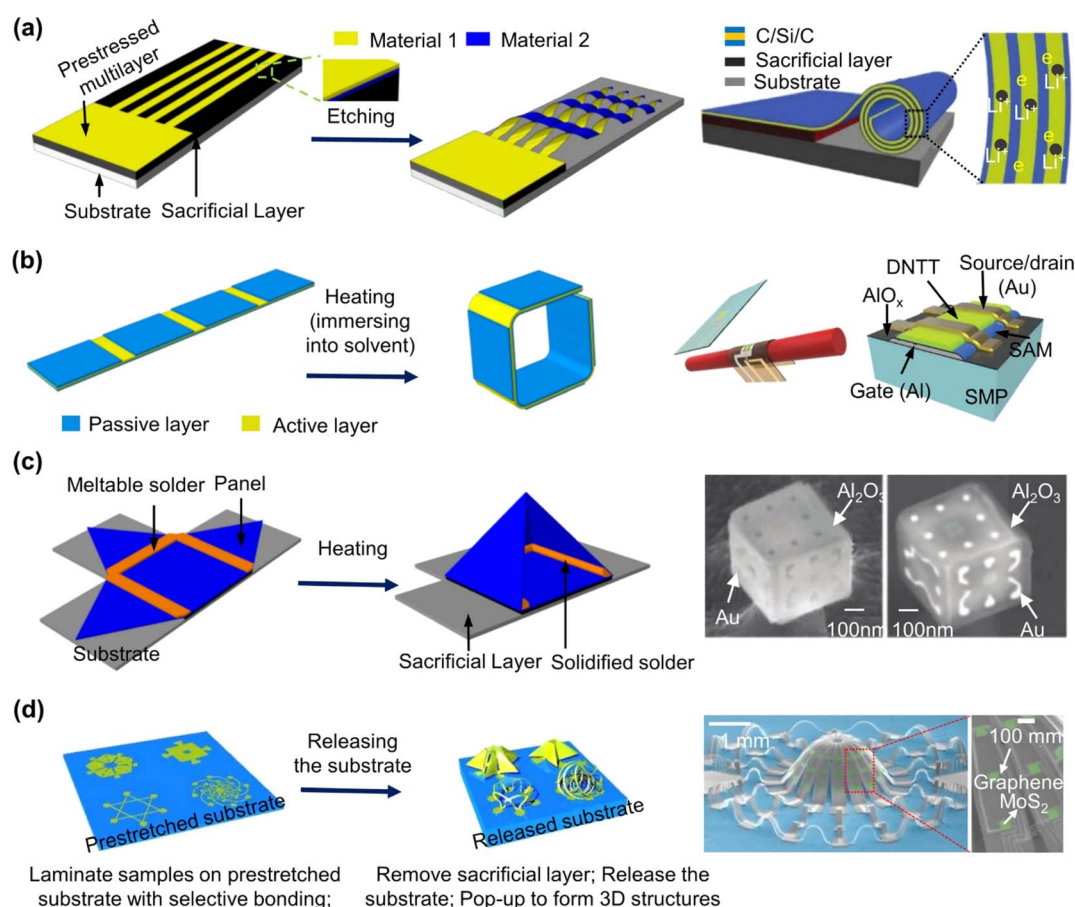 (a)
Prestressed
multilayer
Material 1
Material 2
Etching
Substrate
Sacrificial Layer
C/Si/C
Sacrificial layer
Substrate
e
Li⁺
Li⁺
e
Li⁺
Li⁺
e
Li⁺
e
Li⁺
(b)
Heating
(immersing
into solvent)
Passive layer
Active layer
DNTT
Source/drain
(Au)
AlOₓ
SAM
Gate (Al)
SMP
(c)
Meltable solder
Panel
Heating
Substrate
Sacrificial Layer
Solidified solder
Al₂O₃
Au
100nm
Al₂O₃
100nm
Au
(d)
Prestretched substrate
Releasing
the substrate
Released substrate
1 mm
100 mm
Graphene
MoS₂
Laminate samples on prestretched
substrate with selective bonding;
Remove sacrificial layer; Release the
substrate; Pop-up to form 3D structures